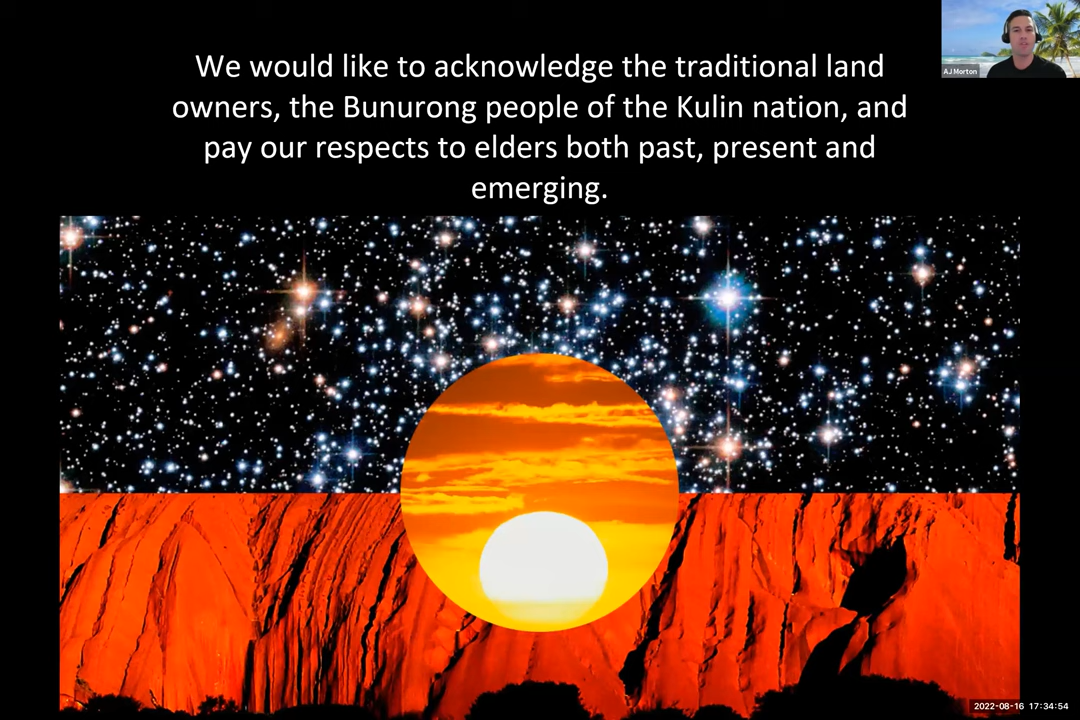 We would like to acknowledge the traditional land
owners, the Bunurong people of the Kulin nation, and
pay our respects to elders both past, present and
emerging.
AJ Morton
2022-08-16 17:34:54